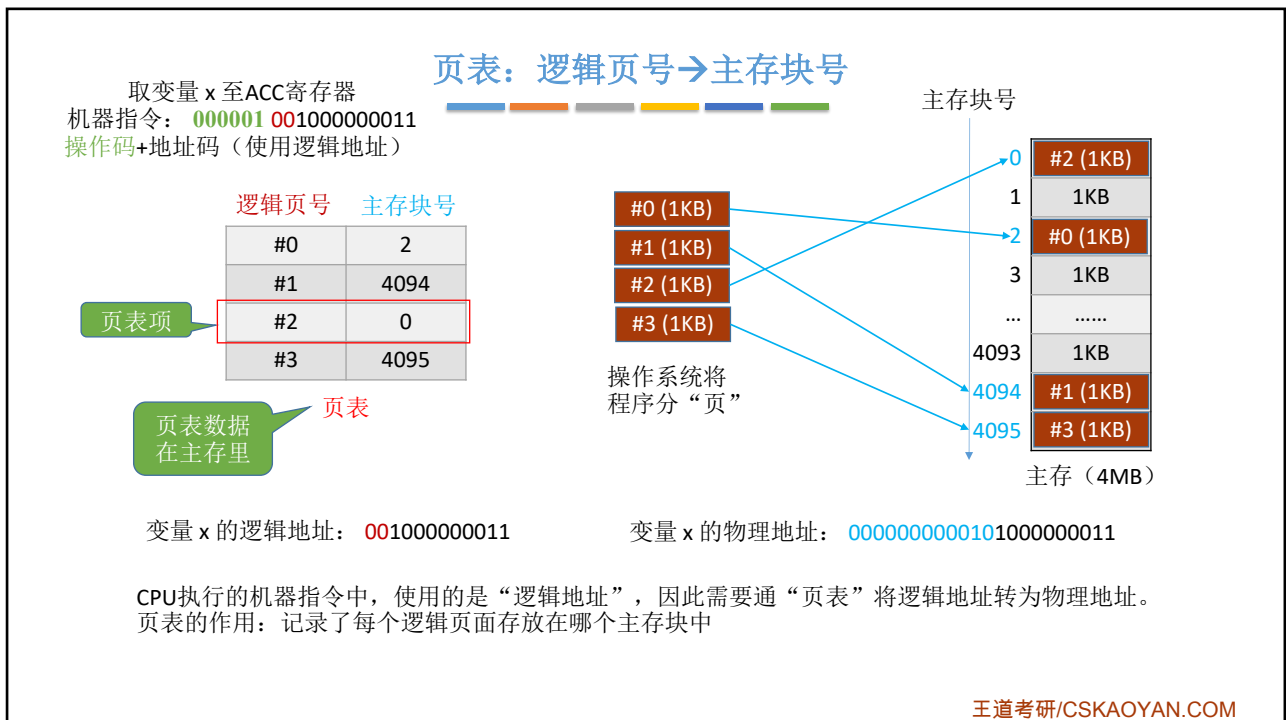 页表：逻辑页号→主存块号
取变量 x 至ACC寄存器
机器指令： 000001 001000000011
操作码+地址码（使用逻辑地址）
逻辑页号 主存块号
#0 2
#1 4094
#2 0
#3 4095
页表项
页表
页表数据
在主存里
#0 (1KB)
#1 (1KB)
#2 (1KB)
#3 (1KB)
操作系统将
程序分“页”
主存块号
0 #2 (1KB)
1 1KB
2 #0 (1KB)
3 1KB
... ……
4093 1KB
4094 #1 (1KB)
4095 #3 (1KB)
主存（4MB）
变量 x 的逻辑地址： 001000000011
变量 x 的物理地址： 0000000000101000000011
CPU执行的机器指令中，使用的是“逻辑地址”，因此需要通“页表”将逻辑地址转为物理地址。
页表的作用：记录了每个逻辑页面存放在哪个主存块中
王道考研/CSKAOYAN.COM